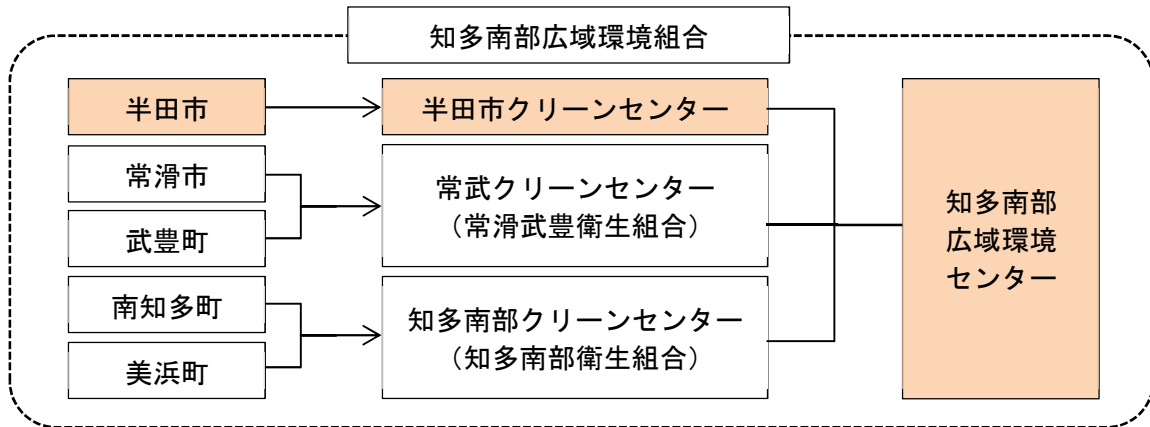 知多南部広域環境組合
半田市
半田市クリーンセンター
常滑市
武豊町
常武クリーンセンター
（常滑武豊衛生組合）
南知多町
美浜町
知多南部クリーンセンター
（知多南部衛生組合）
知多南部
広域環境
センター